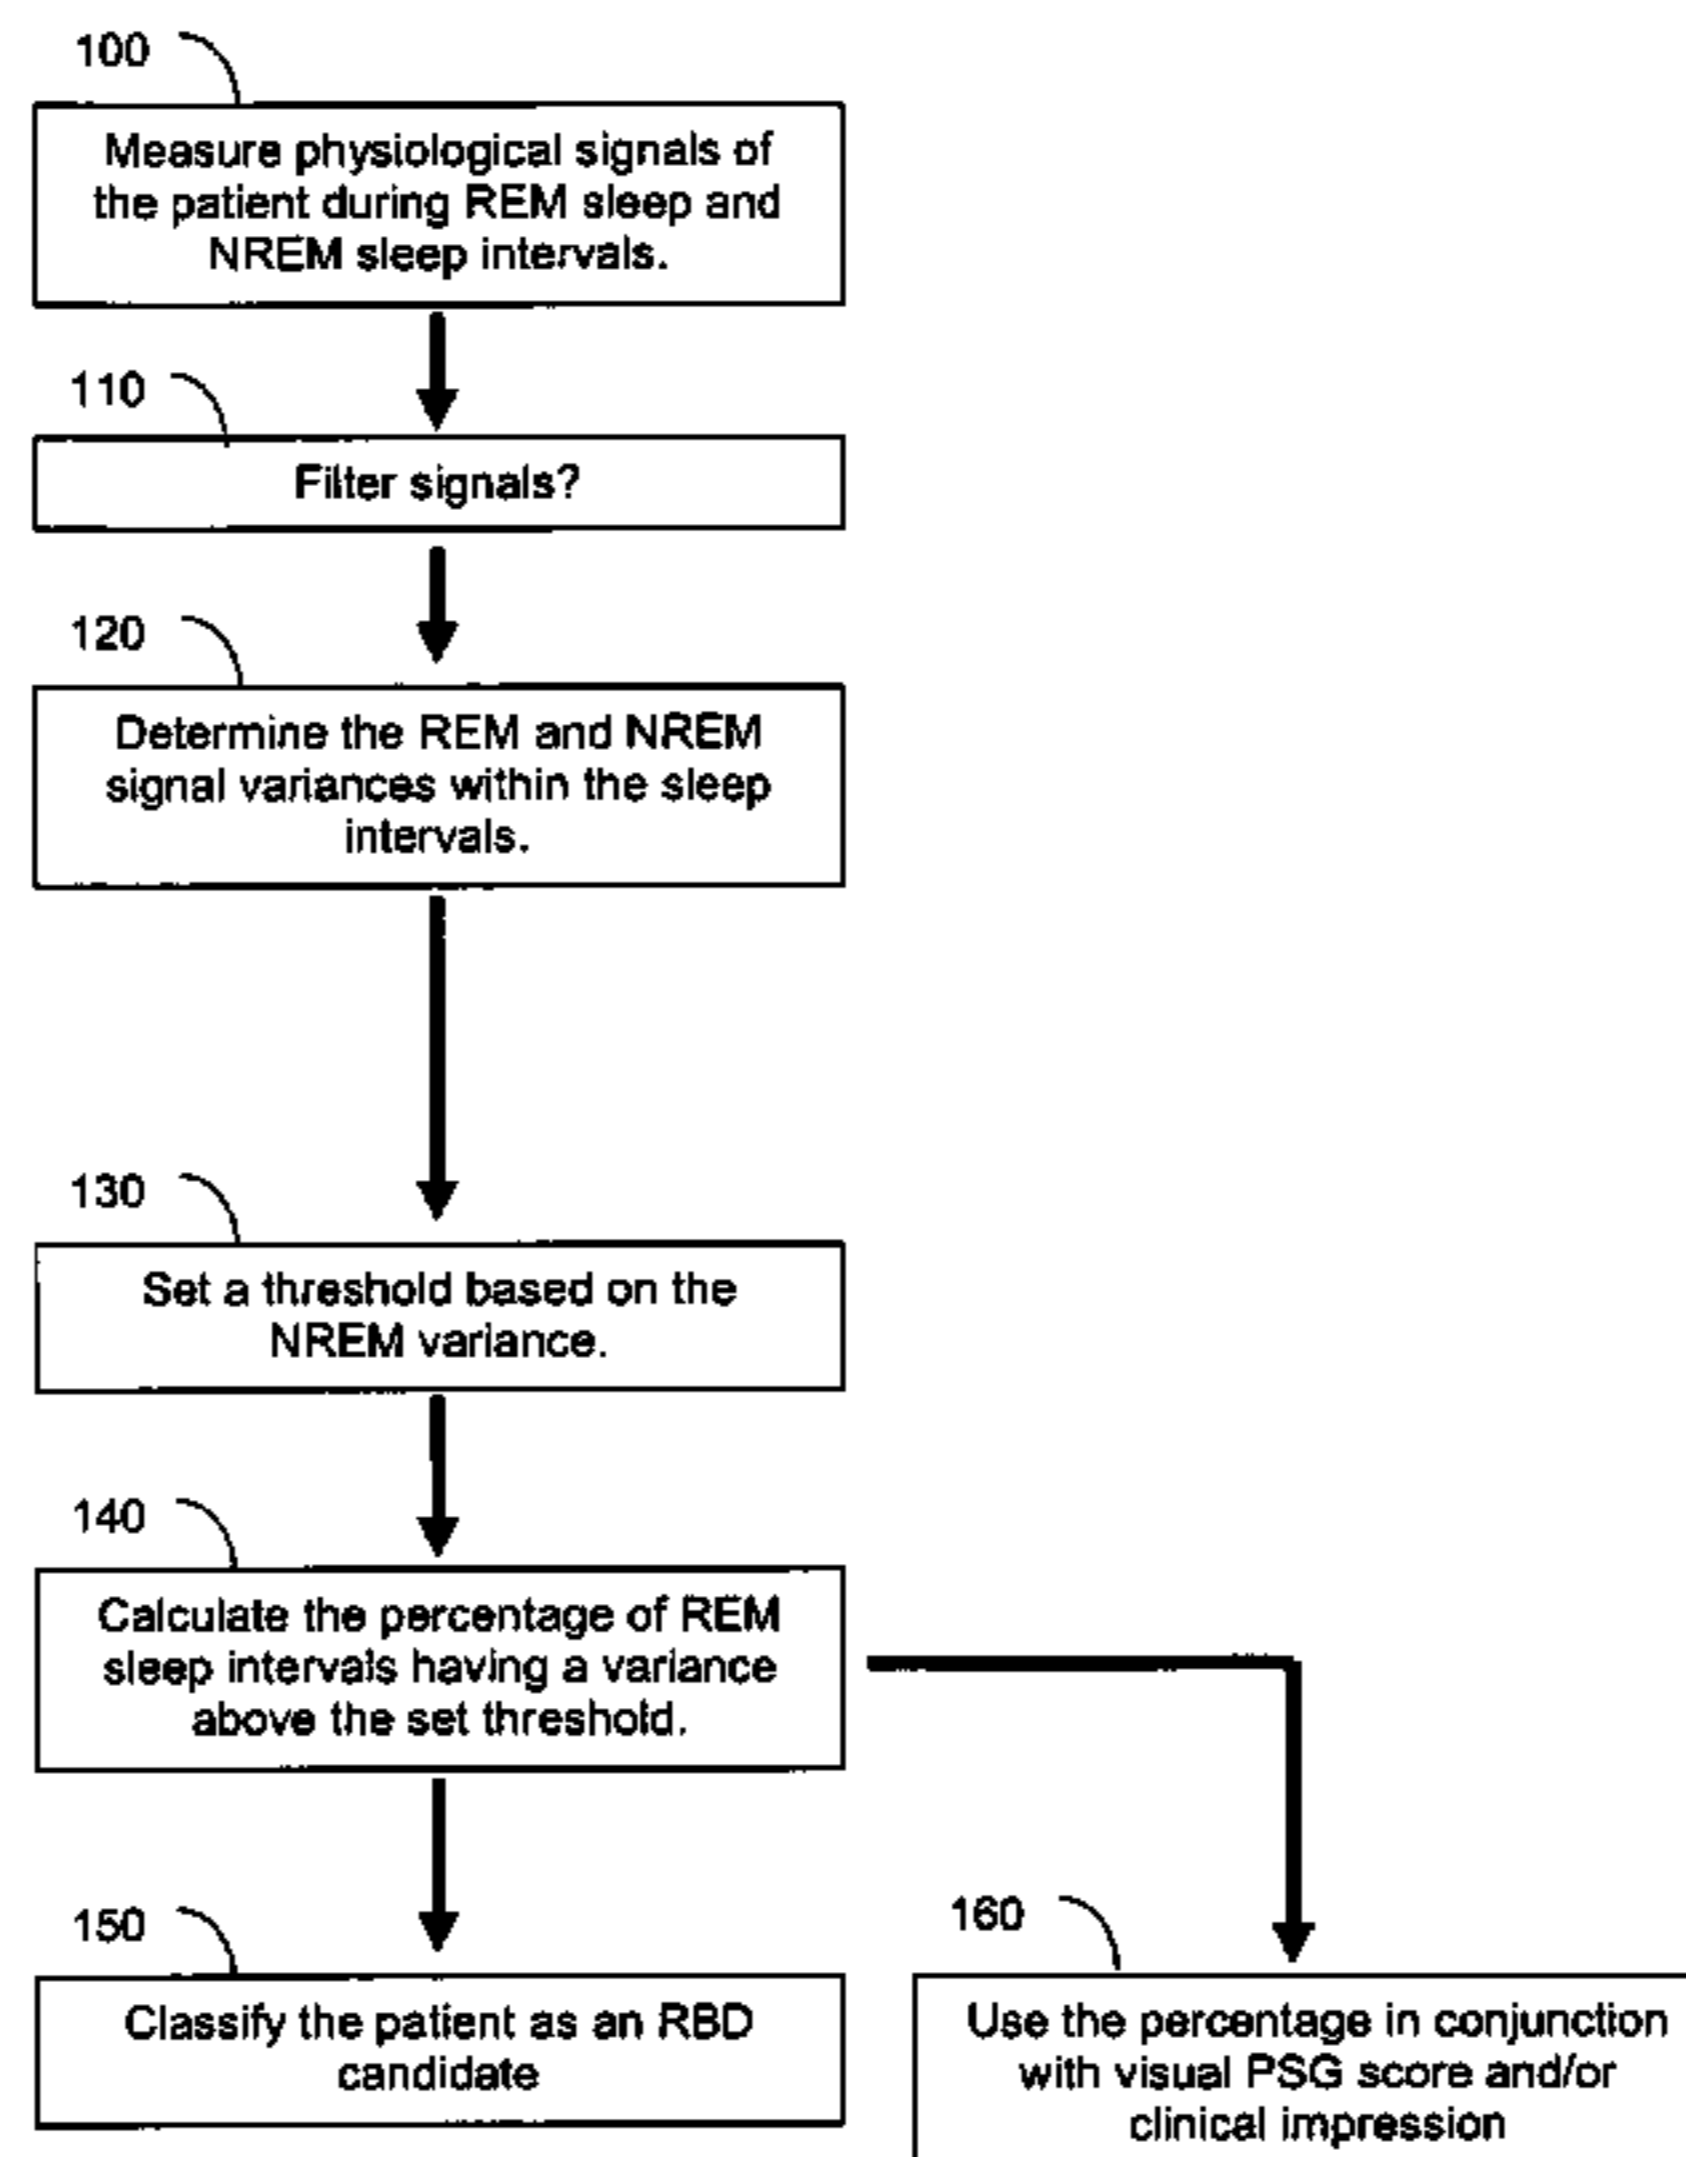 100
Measure physiological signals of
the patient during REM sleep and
NREM sleep intervals.
110
Filter signals?
120
Determine the REM and NREM
signal variances within the sleep
intervals.
130
Set a threshold based on the
NREM variance.
140
Calculate the percentage of REM
sleep intervals having a variance
above the set threshold.
150
Classify the patient as an RBD
candidate
160
Use the percentage in conjunction
with visual PSG score and/or
clinical impression